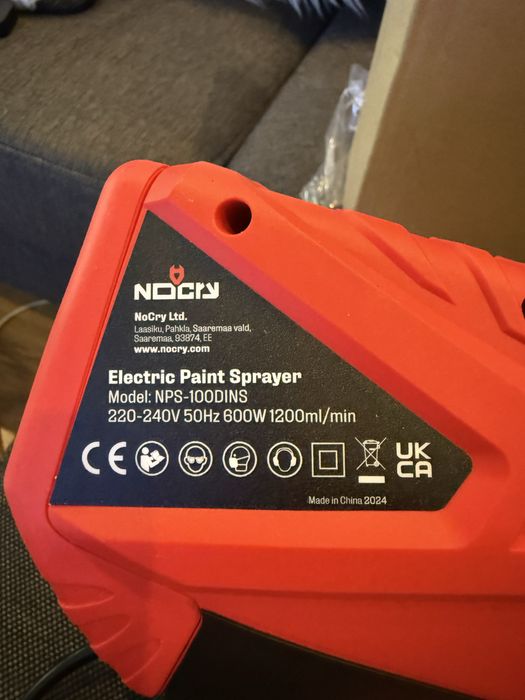 NOCry
NoCry Ltd.
Laasiku, Pahkla, Saaremaa vald,
Saaremaa, 93874, EE
www.nocry.com
Electric Paint Sprayer
Model: NPS-100DINS
220-240V 50Hz 600W 1200ml/min
CE
UK
CA
Made in China 2024